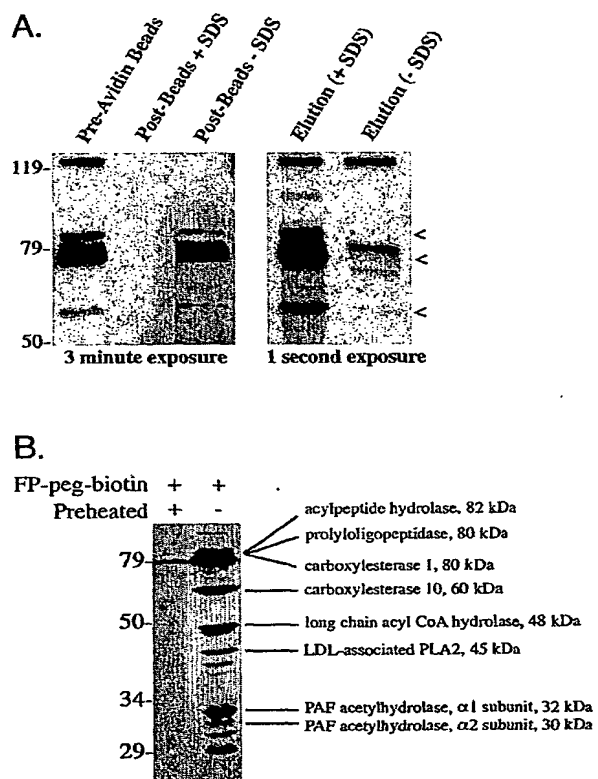 A.
Pre-Avidin Beads
Post-Beads + SDS
Post-Beads - SDS
Elution (+ SDS)
Elution (- SDS)
119-
79-
50-
<
<
<
3 minute exposure
1 second exposure
B.
FP-peg-biotin + +
Preheated + -
79-
50-
34-
29-
acylpeptide hydrolase, 82 kDa
prolyloligopeptidase, 80 kDa
carboxylesterase 1, 80 kDa
carboxylesterase 10, 60 kDa
long chain acyl CoA hydrolase, 48 kDa
LDL-associated PLA2, 45 kDa
PAF acetylhydrolase, α1 subunit, 32 kDa
PAF acetylhydrolase, α2 subunit, 30 kDa